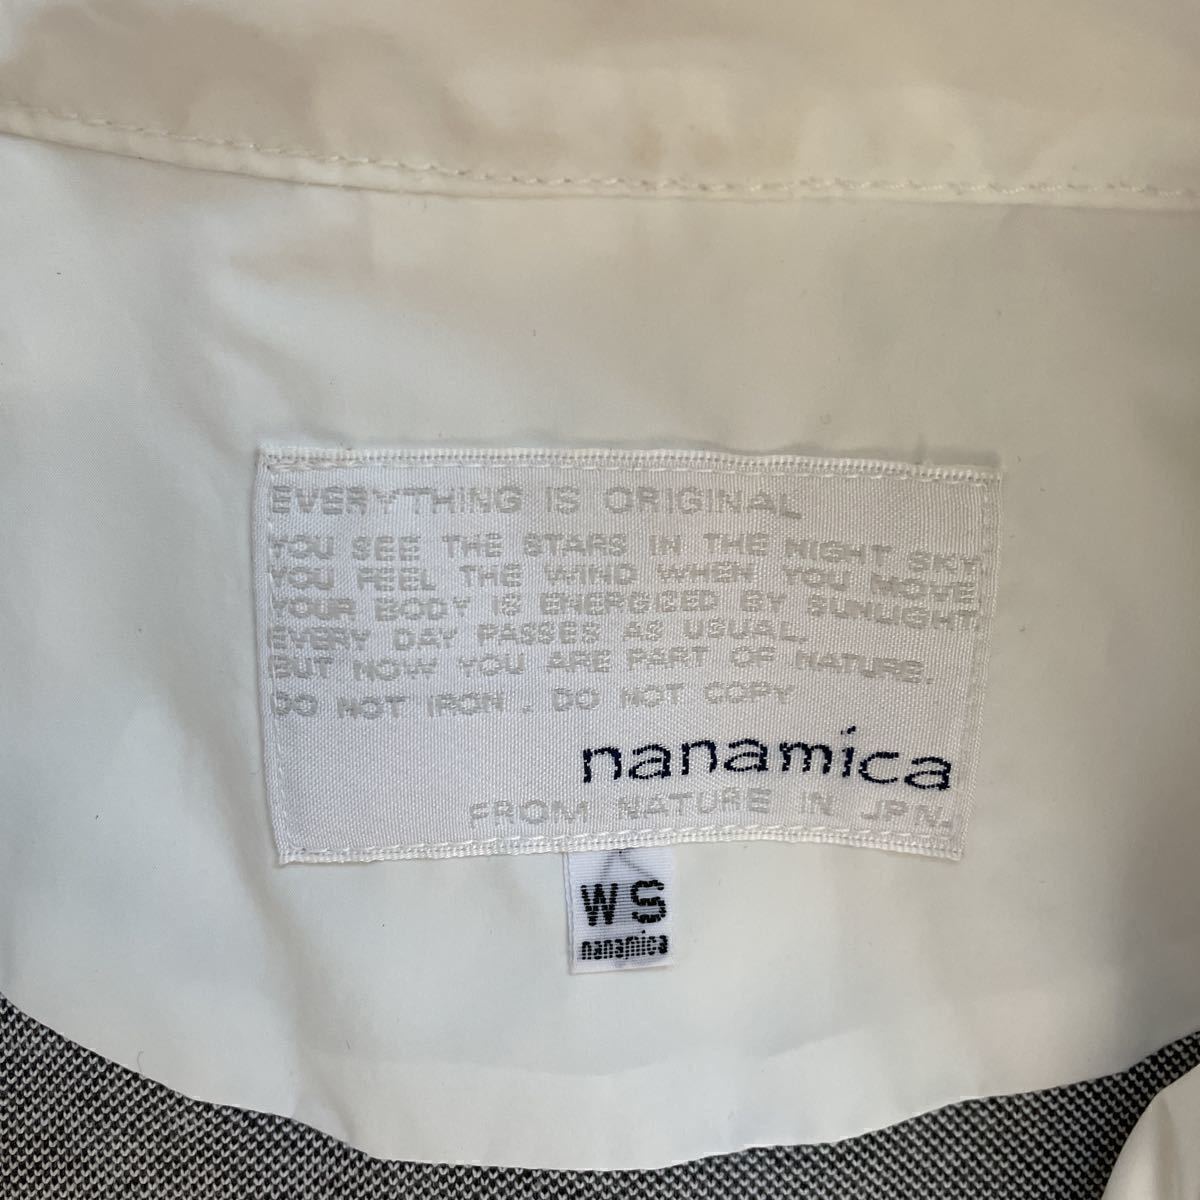 EVERYTHING IS ORIGINAL
YOU SEE THE STARS IN THE NIGHT SKY.
YOU FEEL THE WIND WHEN YOU MOVE.
YOUR BODY IS ENERGIZED BY SUNLIGHT.
EVERY DAY PASSES AS USUAL.
BUT NOW YOU ARE PART OF NATURE.
DO NOT IRON . DO NOT COPY
nanamica
FROM NATURE IN JPN.
WS
nanamica